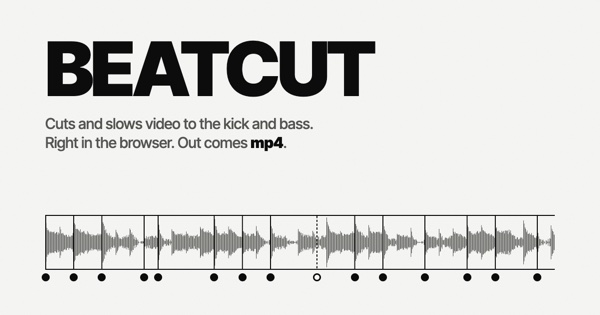 BEATCUT
Cuts and slows video to the kick and bass.
Right in the browser. Out comes mp4.